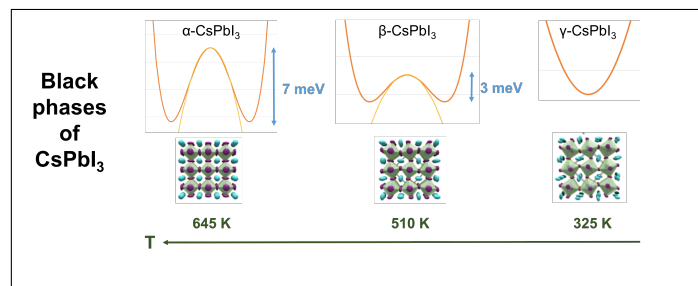 α-CsPbI₃
β-CsPbI₃
γ-CsPbI₃
7 meV
3 meV
Black
phases
of
CsPbI₃
645 K
510 K
325 K
T